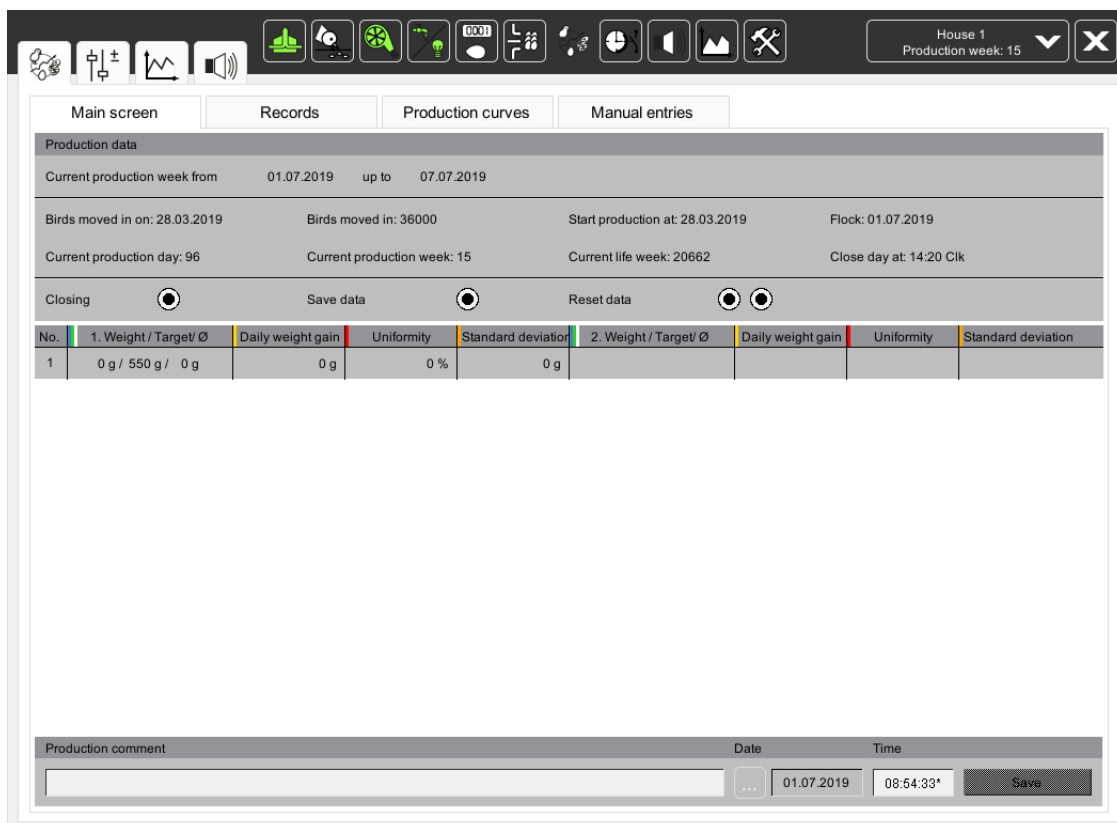 0001
House 1
Production week: 15
Main screen Records Production curves Manual entries
Production data
Current production week from 01.07.2019 up to 07.07.2019
Birds moved in on: 28.03.2019 Birds moved in: 36000 Start production at: 28.03.2019 Flock: 01.07.2019
Current production day: 96 Current production week: 15 Current life week: 20662 Close day at: 14:20 Clk
Closing Save data Reset data
No. 1. Weight / Target/ Ø Daily weight gain Uniformity Standard deviation 2. Weight / Target/ Ø Daily weight gain Uniformity Standard deviation
1 0 g / 550 g / 0 g 0 g 0 % 0 g
Production comment Date Time
... 01.07.2019 08:54:33* Save